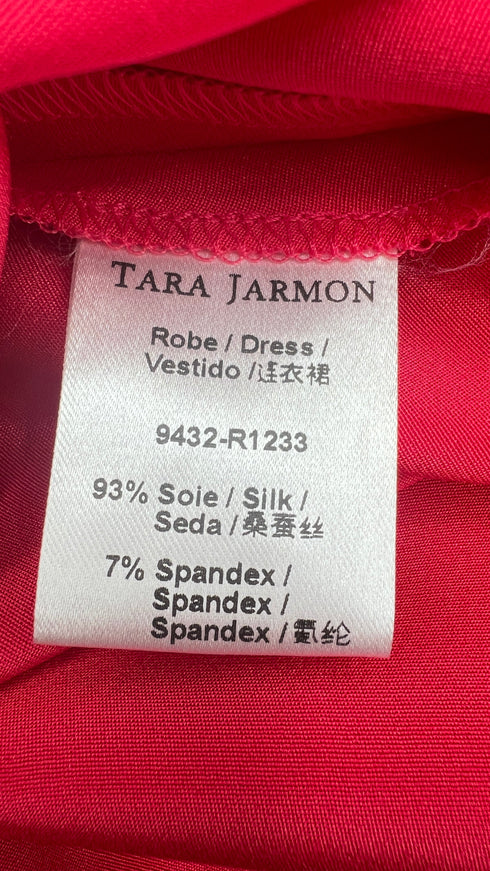 TARA JARMON
Robe / Dress /
Vestido /连衣裙
9432-R1233
93% Soie / Silk /
Seda / 桑蚕丝
7% Spandex /
Spandex /
Spandex / 氨纶